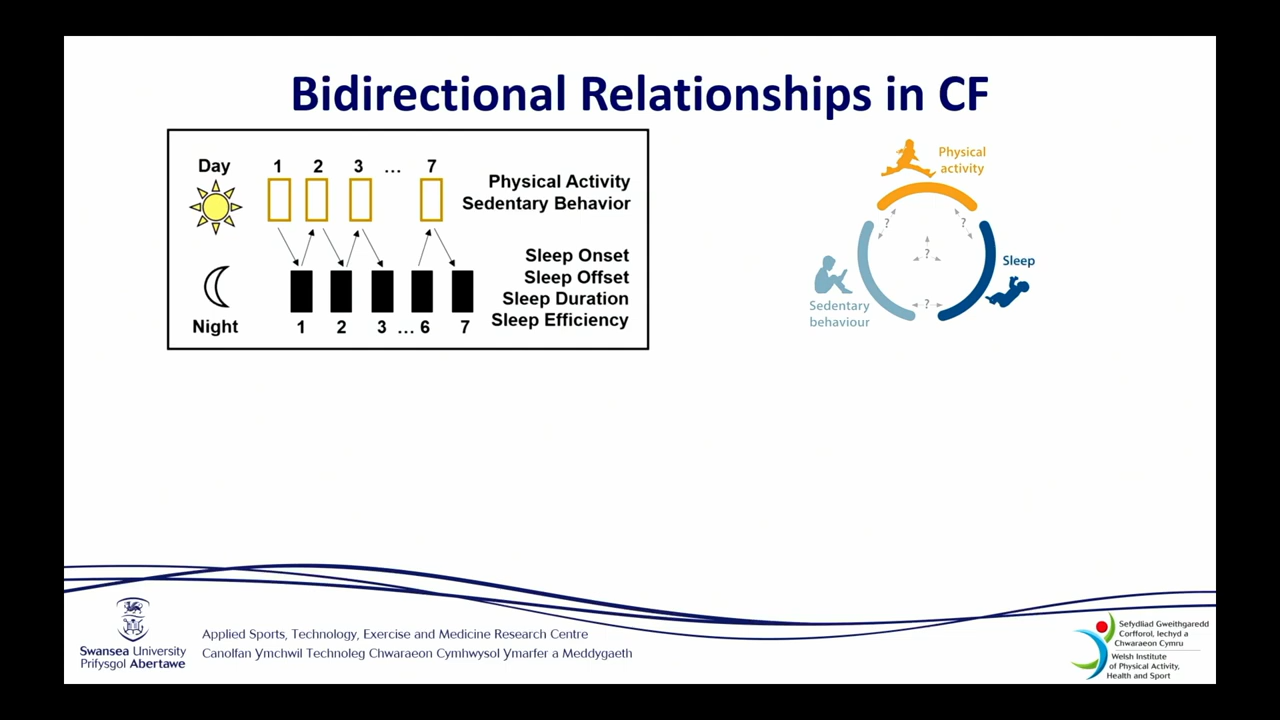 Bidirectional Relationships in CF
Day 1 2 3 ... 7
Physical Activity
Sedentary Behavior
Sleep Onset
Sleep Offset
Sleep Duration
Sleep Efficiency
Night 1 2 3 ... 6 7
Physical
activity
?
?
?
Sleep
Sedentary
behaviour
?
Swansea University
Prifysgol Abertawe
Applied Sports, Technology, Exercise and Medicine Research Centre
Canolfan Ymchwil Technoleg Chwaraeon Cymhwysol Ymarfer a Meddygaeth
Sefydliad Gweithgaredd
Corfforol, Iechyd a
Chwaraeon Cymru
Welsh Institute
of Physical Activity,
Health and Sport